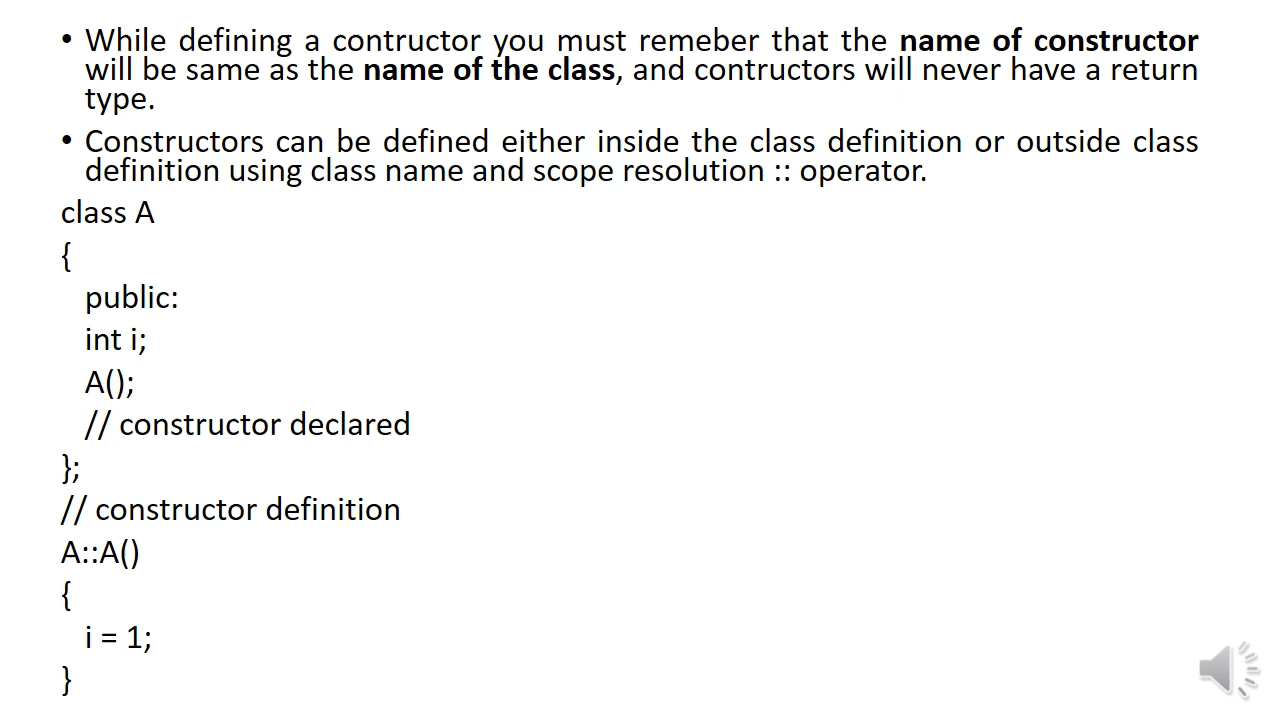 • While defining a contructor you must remeber that the name of constructor
will be same as the name of the class, and contructors will never have a return
type.
• Constructors can be defined either inside the class definition or outside class
definition using class name and scope resolution :: operator.
class A
{
public:
int i;
A();
// constructor declared
};
// constructor definition
A::A()
{
i = 1;
}